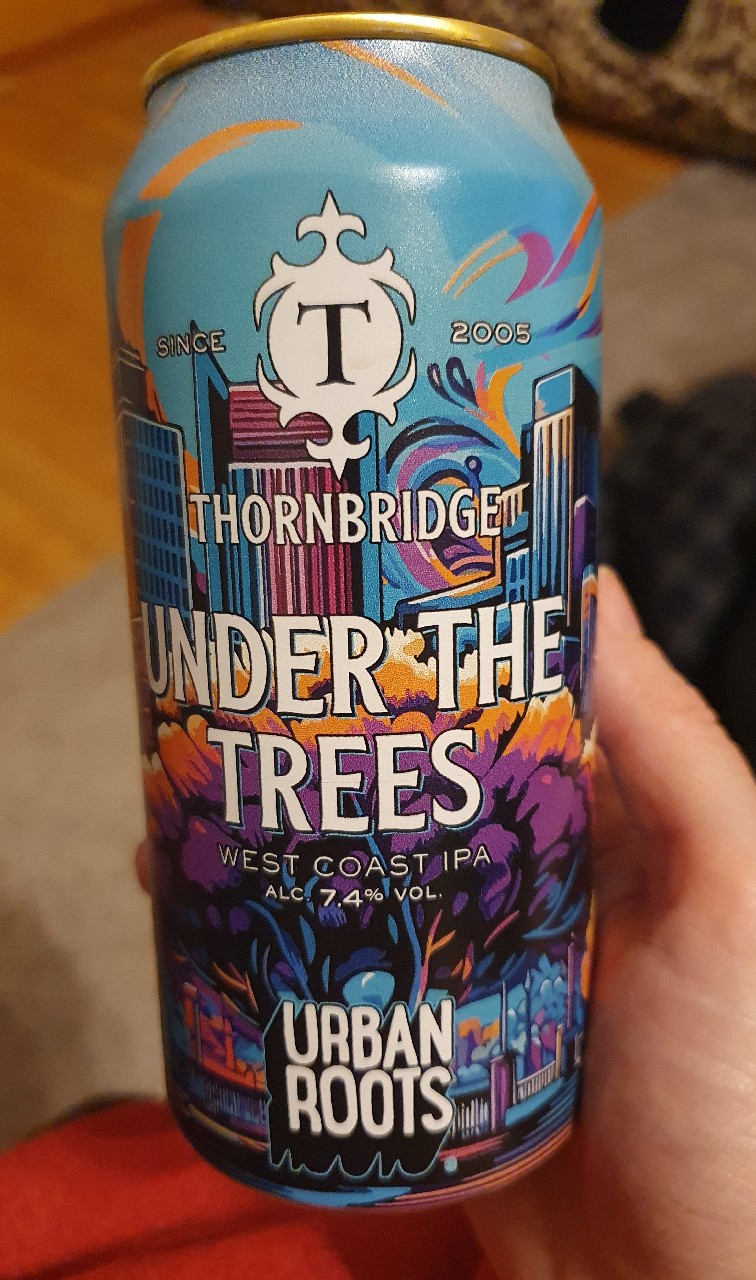 T
SINCE 2005
THORNBRIDGE
UNDER THE
TREES
WEST COAST IPA
ALC. 7.4% VOL.
URBAN
ROOTS